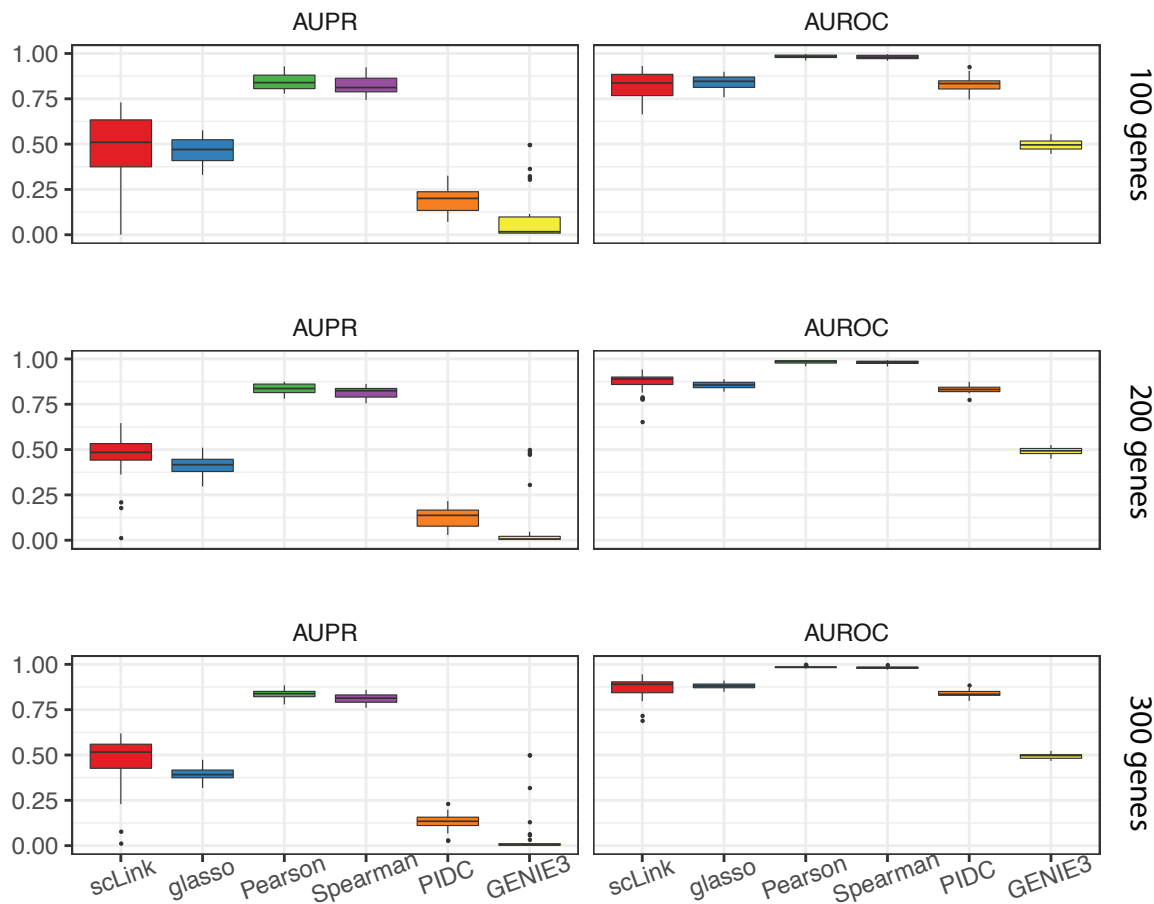 AUPR
AUROC
1.00
0.75
0.50
0.25
0.00
100 genes
AUPR
AUROC
1.00
0.75
0.50
0.25
0.00
200 genes
AUPR
AUROC
1.00
0.75
0.50
0.25
0.00
300 genes
scLink glasso Pearson Spearman PIDC GENIE3
scLink glasso Pearson Spearman PIDC GENIE3